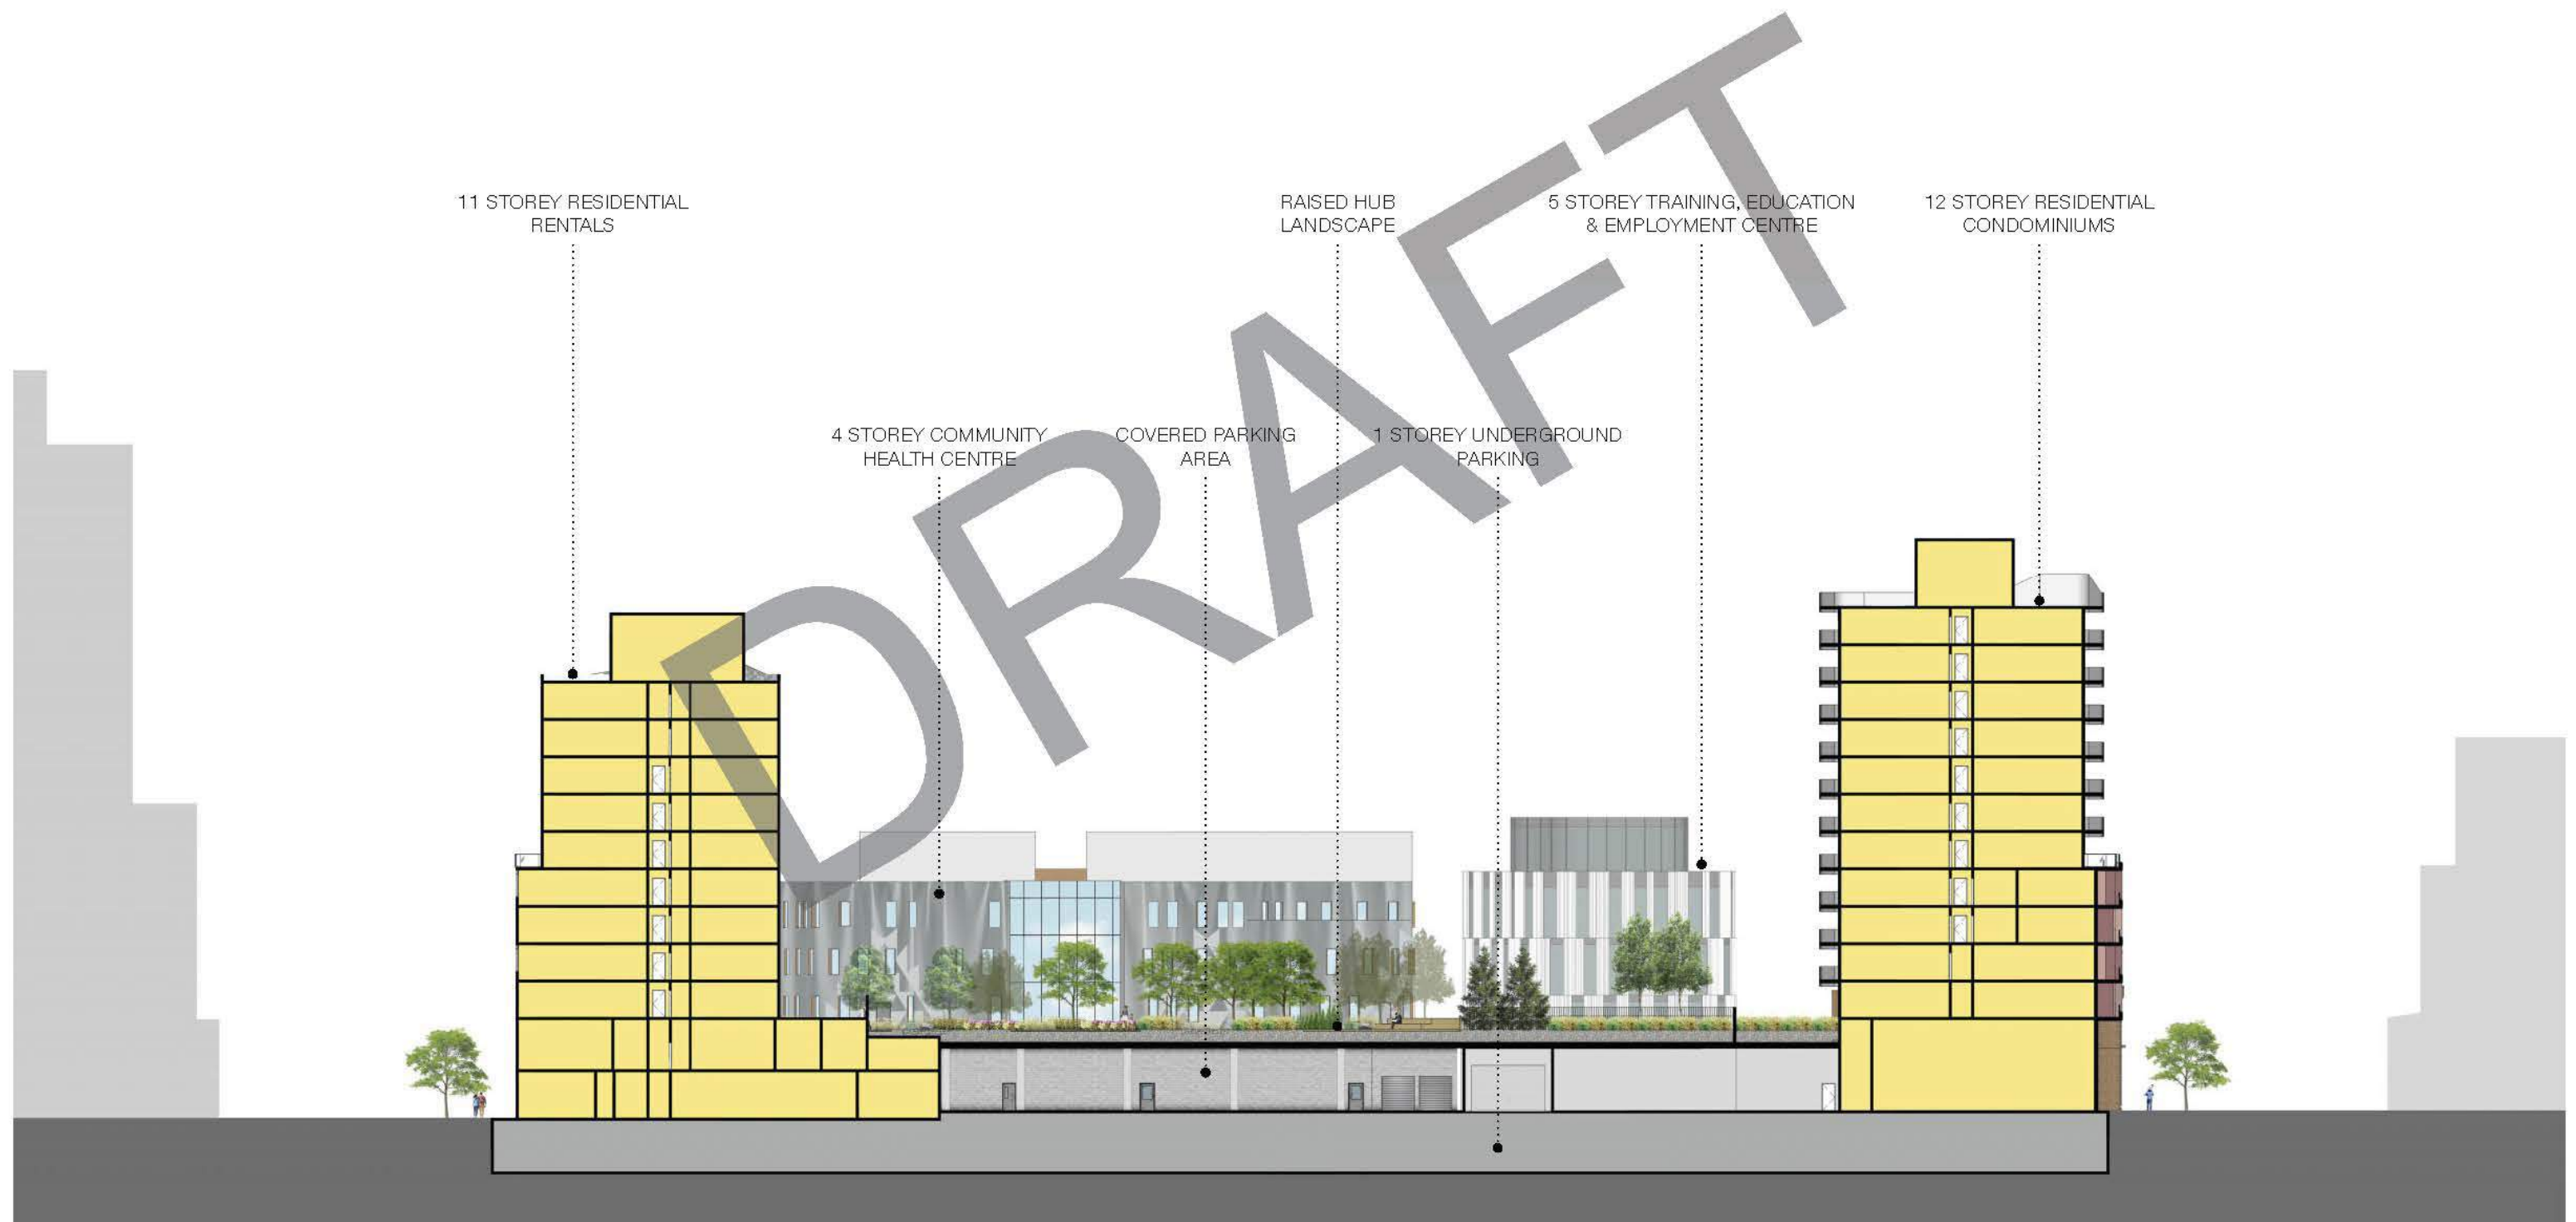 11 STOREY RESIDENTIAL
RENTALS
RAISED HUB
LANDSCAPE
5 STOREY TRAINING, EDUCATION
& EMPLOYMENT CENTRE
12 STOREY RESIDENTIAL
CONDOMINIUMS
4 STOREY COMMUNITY
HEALTH CENTRE
COVERED PARKING
AREA
1 STOREY UNDERGROUND
PARKING
DRAFT